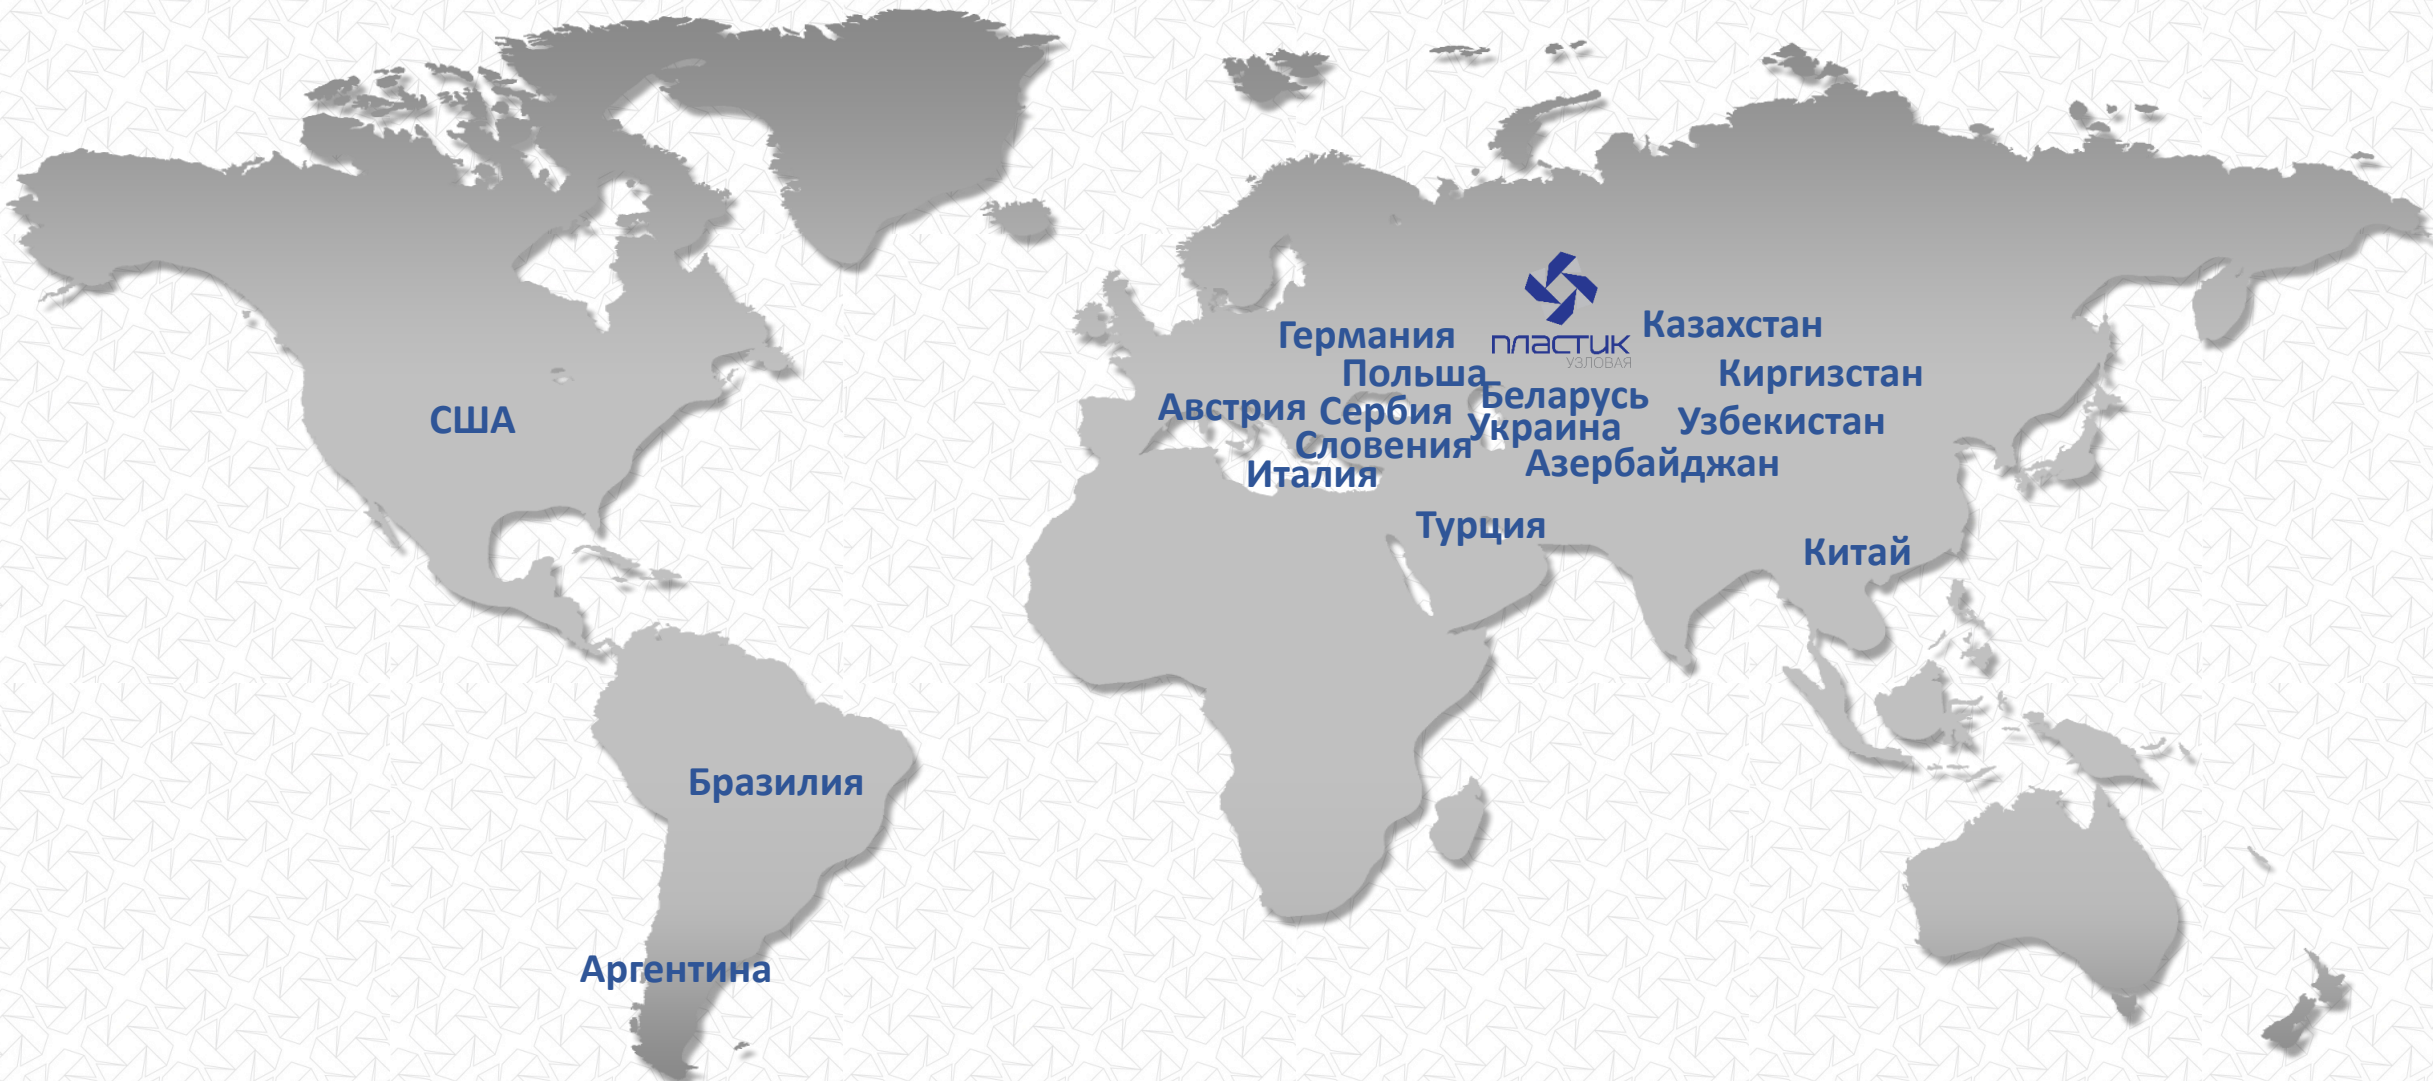 пластик
УЗЛОВАЯ
Казахстан
Германия
Польша
Киргизстан
Беларусь
Австрия
Сербия
США
Узбекистан
Украина
Словения
Азербайджан
Италия
Турция
Китай
Бразилия
Аргентина